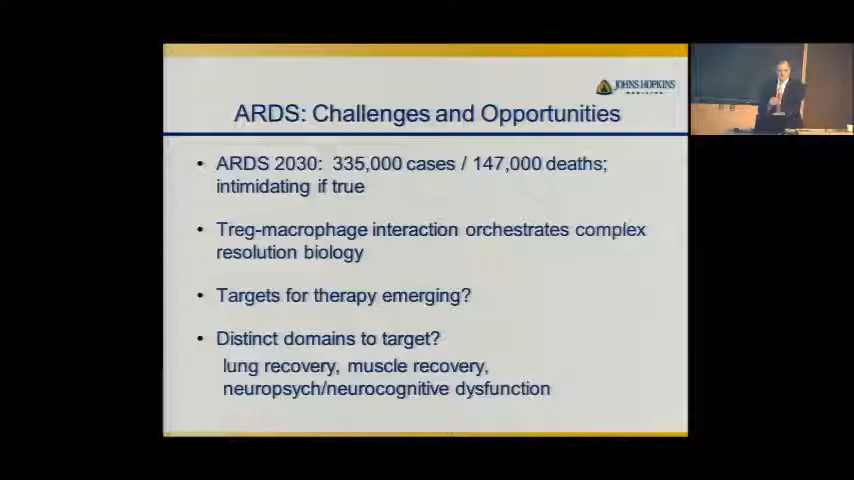 JOHNS HOPKINS
MEDICINE
ARDS: Challenges and Opportunities
• ARDS 2030: 335,000 cases / 147,000 deaths;
intimidating if true
• Treg-macrophage interaction orchestrates complex
resolution biology
• Targets for therapy emerging?
• Distinct domains to target?
lung recovery, muscle recovery,
neuropsych/neurocognitive dysfunction